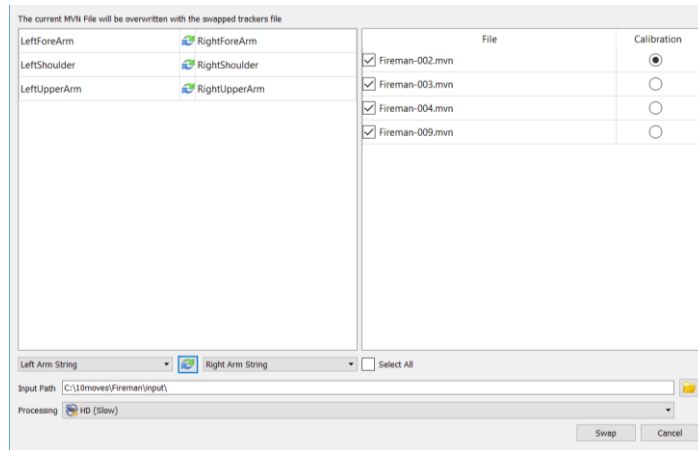 The current MVN File will be overwritten with the swapped trackers file
LeftForeArm RightForeArm
LeftShoulder RightShoulder
LeftUpperArm RightUpperArm
File Calibration
Fireman-002.mvn
Fireman-003.mvn
Fireman-004.mvn
Fireman-009.mvn
Left Arm String Right Arm String Select All
Input Path C:\10moves\Fireman\input\
Processing HD (Slow)
Swap Cancel